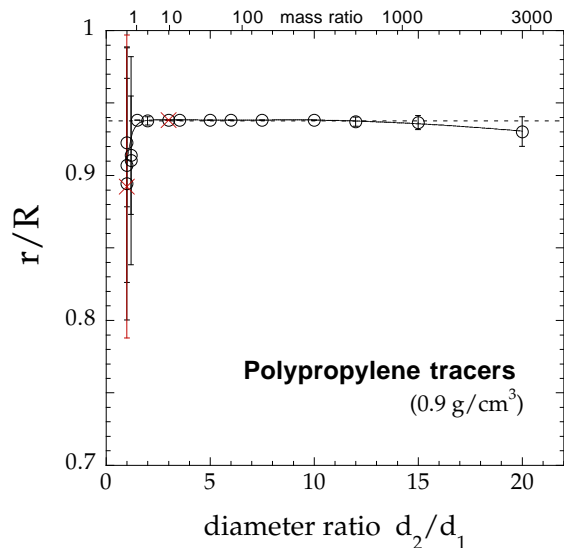 1 10 100 mass ratio 1000 3000
1
0.9
0.8
0.7
r/R
Polypropylene tracers
(0.9 g/cm³)
0 5 10 15 20
diameter ratio d₂/d₁